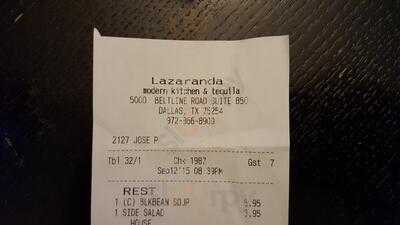 Lazaranda
modern kitchen & tequila
5000 BELTLINE ROAD SUITE 850
DALLAS, TX 75254
972-866-8900
2127 JOSE P
Tbl 32/1 Chk 1987 Gst 7
Sep12'15 08:39PM
REST
1 (C) BLKBEAN SOUP 5.95
1 SIDE SALAD 3.95
HOUSE